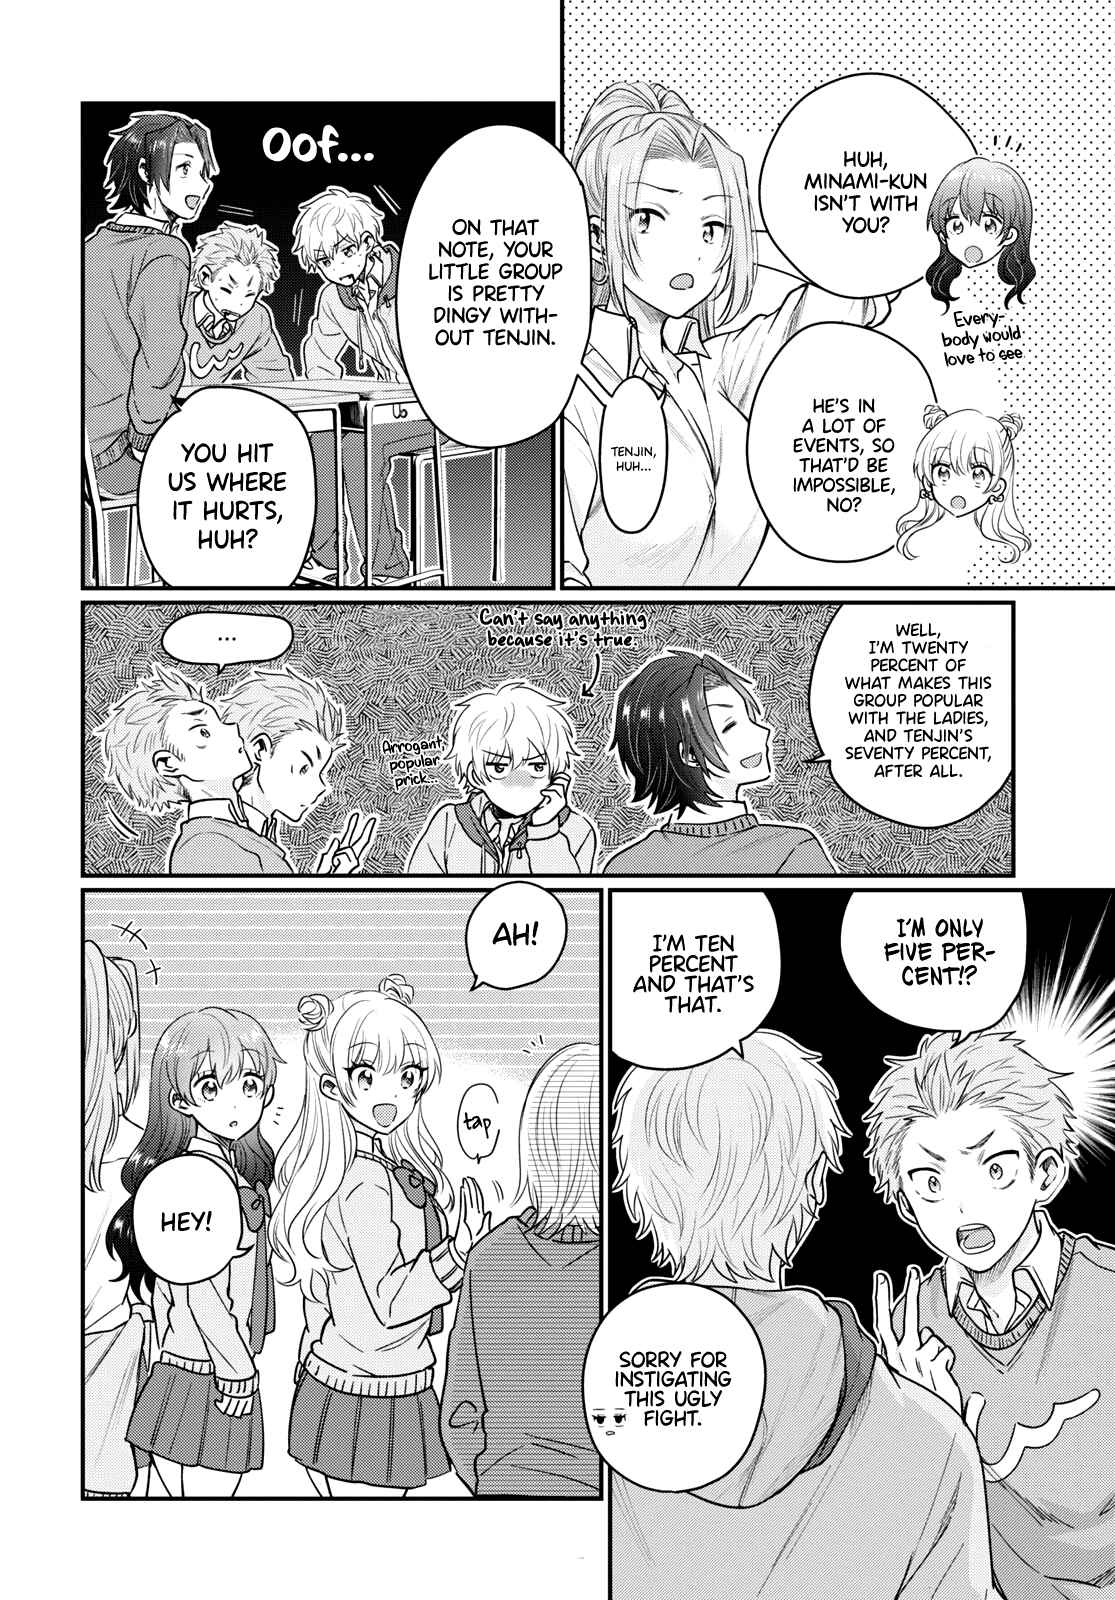 HUH,
MINAMI-KUN
ISN'T WITH
YOU?
Every-
body would
love to see
HE'S IN
A LOT OF
EVENTS, SO
THAT'D BE
IMPOSSIBLE,
NO?
TENJIN,
HUH...
ON THAT
NOTE, YOUR
LITTLE GROUP
IS PRETTY
DINGY WITH-
OUT TENJIN.
Oof...
YOU HIT
US WHERE
IT HURTS,
HUH?
WELL,
I'M TWENTY
PERCENT OF
WHAT MAKES THIS
GROUP POPULAR
WITH THE LADIES,
AND TENJIN'S
SEVENTY PERCENT,
AFTER ALL.
Can't say anything
because it's true.
Arrogant,
popular
prick...
...
I'M ONLY
FIVE PER-
CENT!?
I'M TEN
PERCENT
AND THAT'S
THAT.
SORRY FOR
INSTIGATING
THIS UGLY
FIGHT.
AH!
tap
HEY!